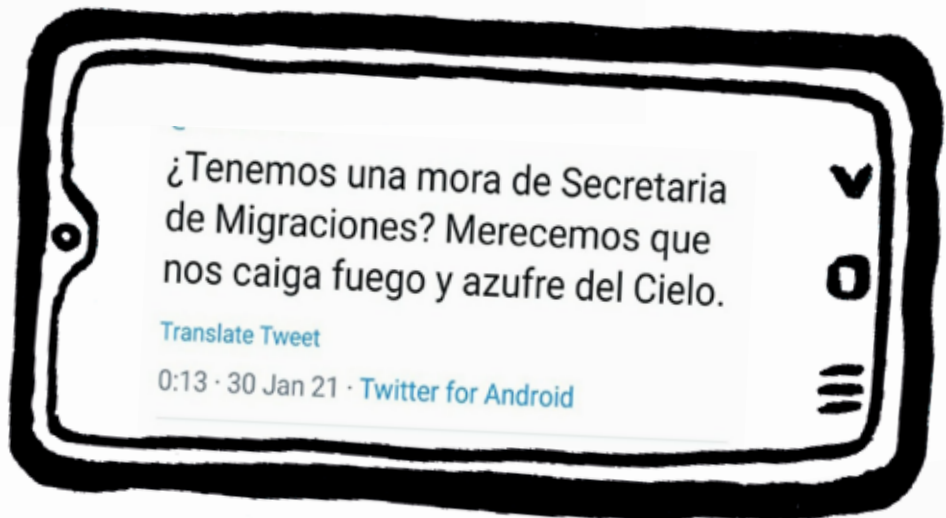 ¿Tenemos una mora de Secretaria
de Migraciones? Merecemos que
nos caiga fuego y azufre del Cielo.
Translate Tweet
0:13 · 30 Jan 21 · Twitter for Android